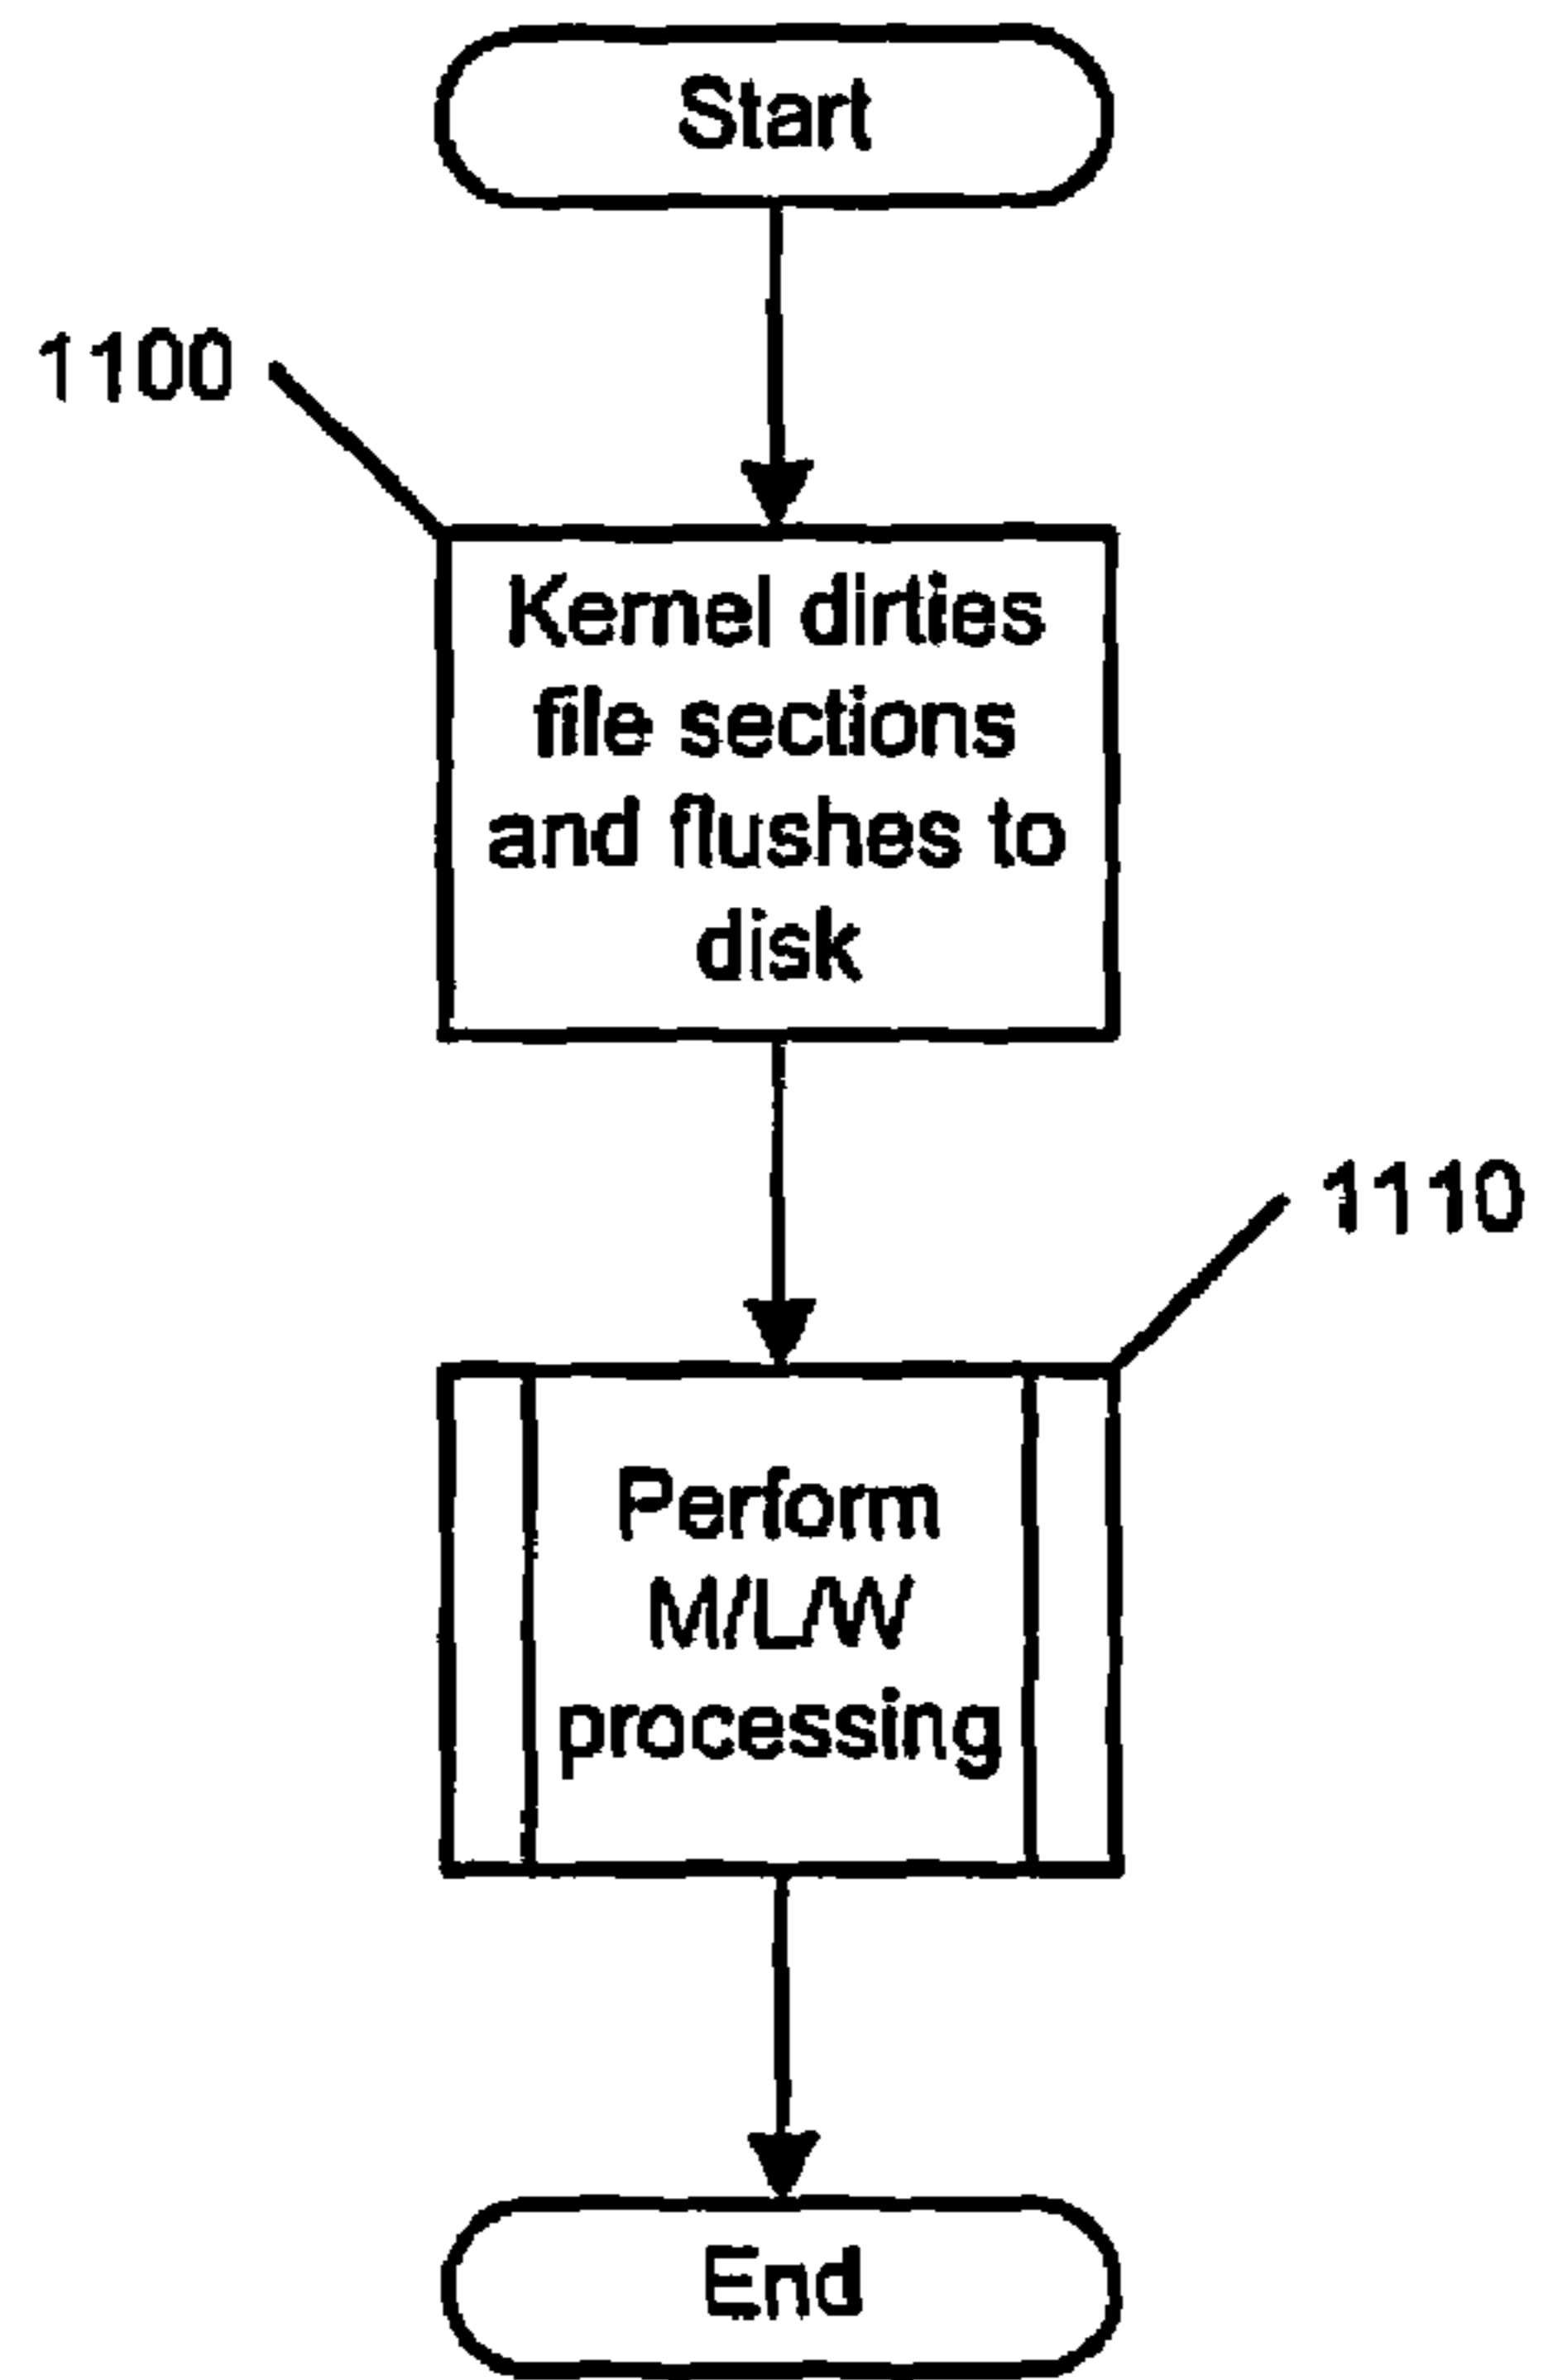 Start
1100
Kernel dirties
file sections
and flushes to
disk
1110
Perform
M/L/W
processing
End